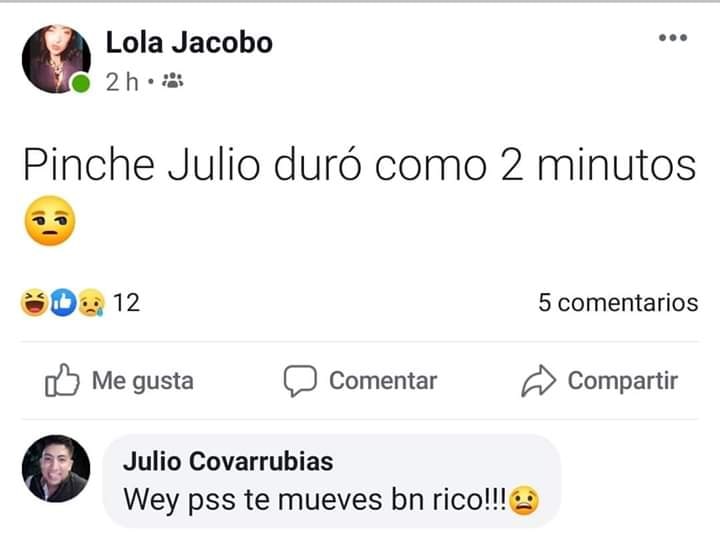 Lola Jacobo
2 h •
Pinche Julio duró como 2 minutos
12
5 comentarios
Me gusta
Comentar
Compartir
Julio Covarrubias
Wey pss te mueves bn rico!!!